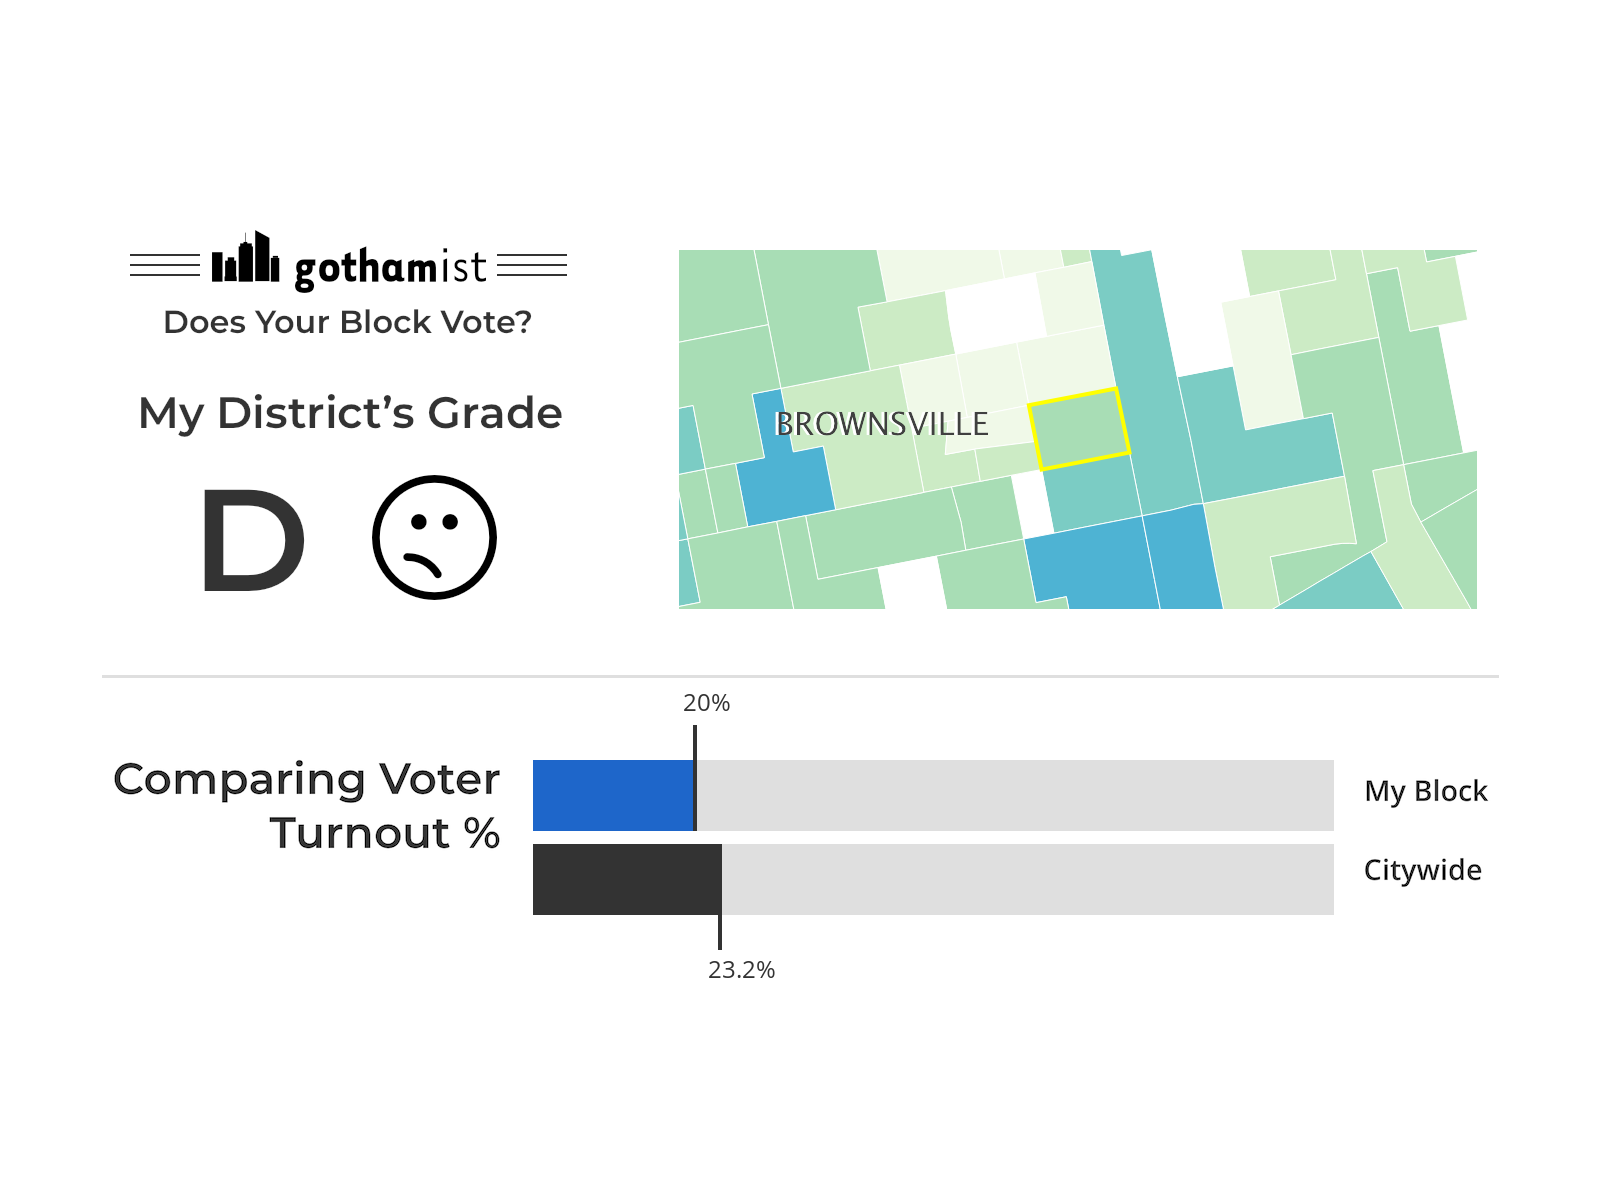 gothamist
Does Your Block Vote?
My District’s Grade
D
BROWNSVILLE
20%
Comparing Voter
Turnout %
My Block
Citywide
23.2%